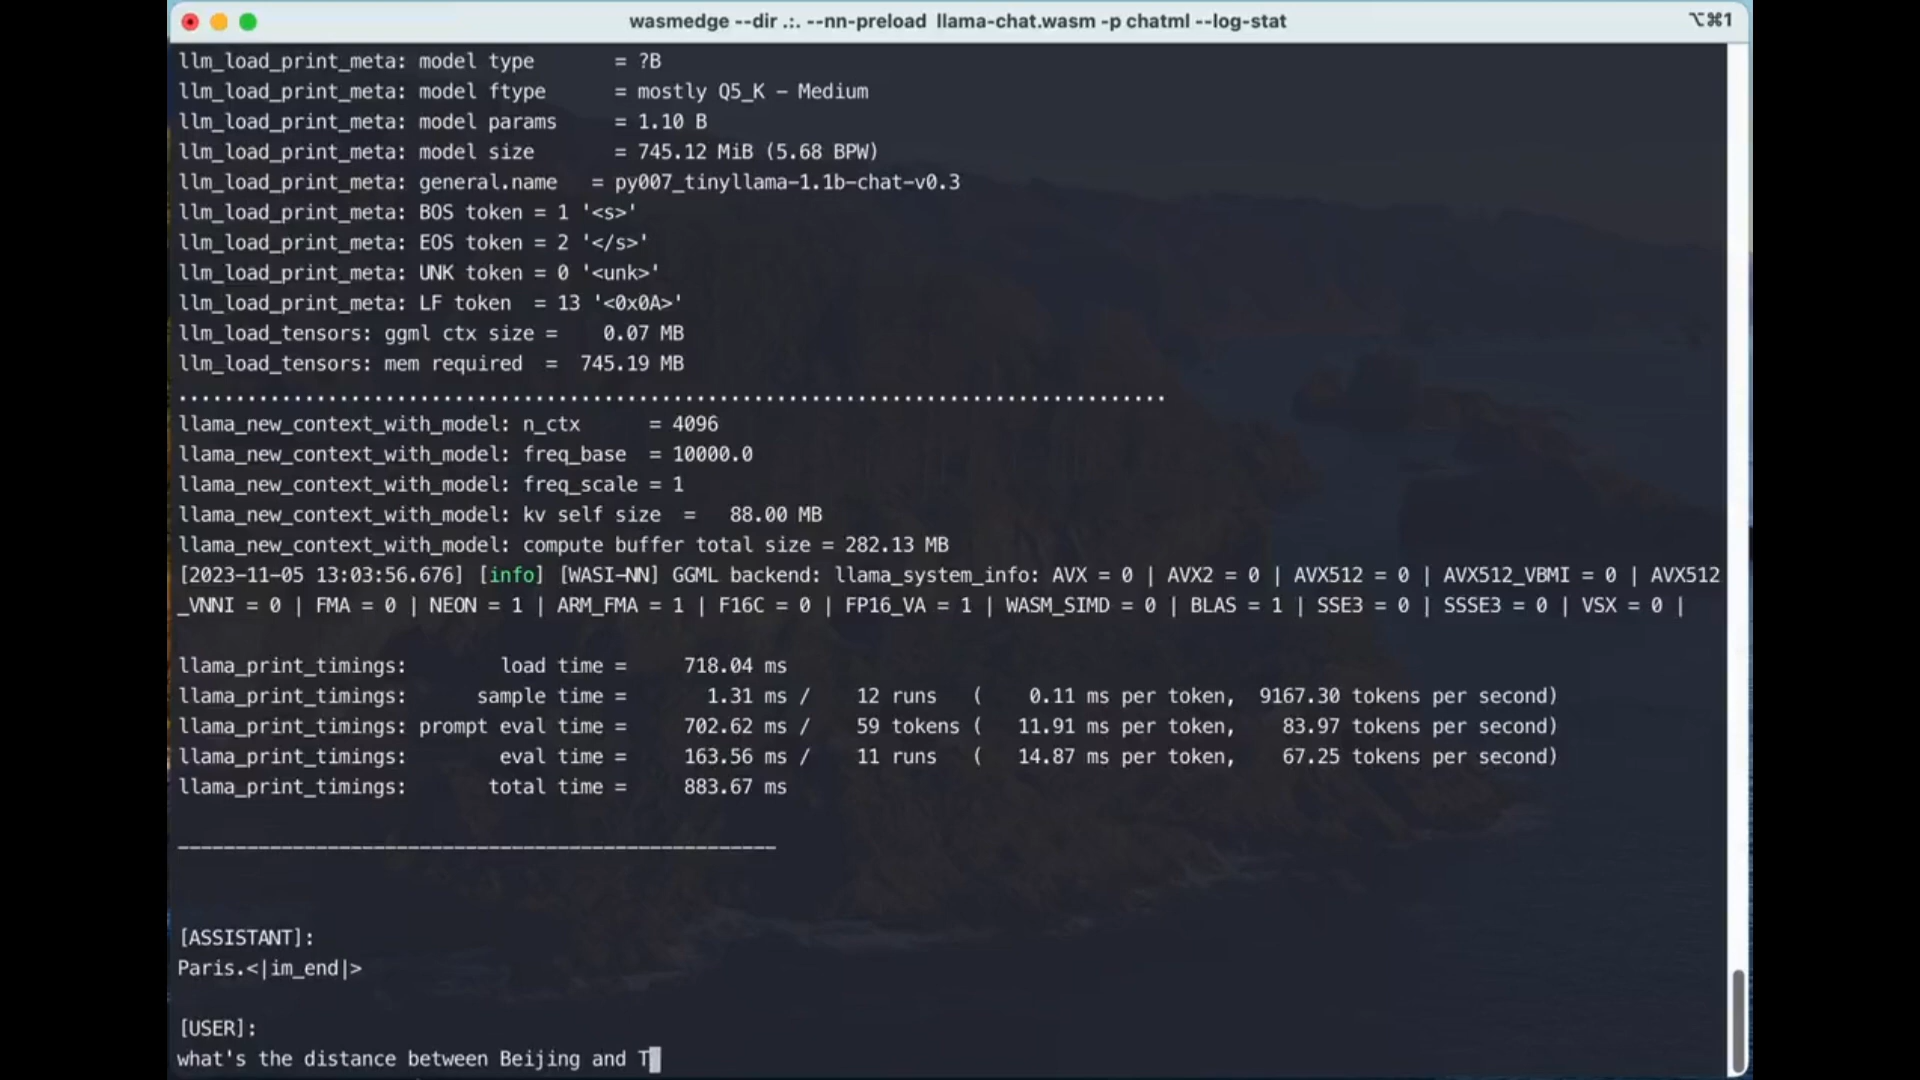 wasmedge --dir .:. --nn-preload llama-chat.wasm -p chatml --log-stat
⌥⌘1
llm_load_print_meta: model type       = ?B
llm_load_print_meta: model ftype      = mostly Q5_K - Medium
llm_load_print_meta: model params     = 1.10 B
llm_load_print_meta: model size       = 745.12 MiB (5.68 BPW)
llm_load_print_meta: general.name   = py007_tinyllama-1.1b-chat-v0.3
llm_load_print_meta: BOS token = 1 '<s>'
llm_load_print_meta: EOS token = 2 '</s>'
llm_load_print_meta: UNK token = 0 '<unk>'
llm_load_print_meta: LF token  = 13 '<0x0A>'
llm_load_tensors: ggml ctx size =    0.07 MB
llm_load_tensors: mem required  =  745.19 MB
......................................................................................
llama_new_context_with_model: n_ctx      = 4096
llama_new_context_with_model: freq_base  = 10000.0
llama_new_context_with_model: freq_scale = 1
llama_new_context_with_model: kv self size  =   88.00 MB
llama_new_context_with_model: compute buffer total size = 282.13 MB
[2023-11-05 13:03:56.676] [info] [WASI-NN] GGML backend: llama_system_info: AVX = 0 | AVX2 = 0 | AVX512 = 0 | AVX512_VBMI = 0 | AVX512
_VNNI = 0 | FMA = 0 | NEON = 1 | ARM_FMA = 1 | F16C = 0 | FP16_VA = 1 | WASM_SIMD = 0 | BLAS = 1 | SSE3 = 0 | SSSE3 = 0 | VSX = 0 |
llama_print_timings:        load time =     718.04 ms
llama_print_timings:      sample time =       1.31 ms /    12 runs   (    0.11 ms per token,  9167.30 tokens per second)
llama_print_timings: prompt eval time =     702.62 ms /    59 tokens (   11.91 ms per token,    83.97 tokens per second)
llama_print_timings:        eval time =     163.56 ms /    11 runs   (   14.87 ms per token,    67.25 tokens per second)
llama_print_timings:       total time =     883.67 ms
____________________________________________________
[ASSISTANT]:
Paris.<|im_end|>
[USER]:
what's the distance between Beijing and T